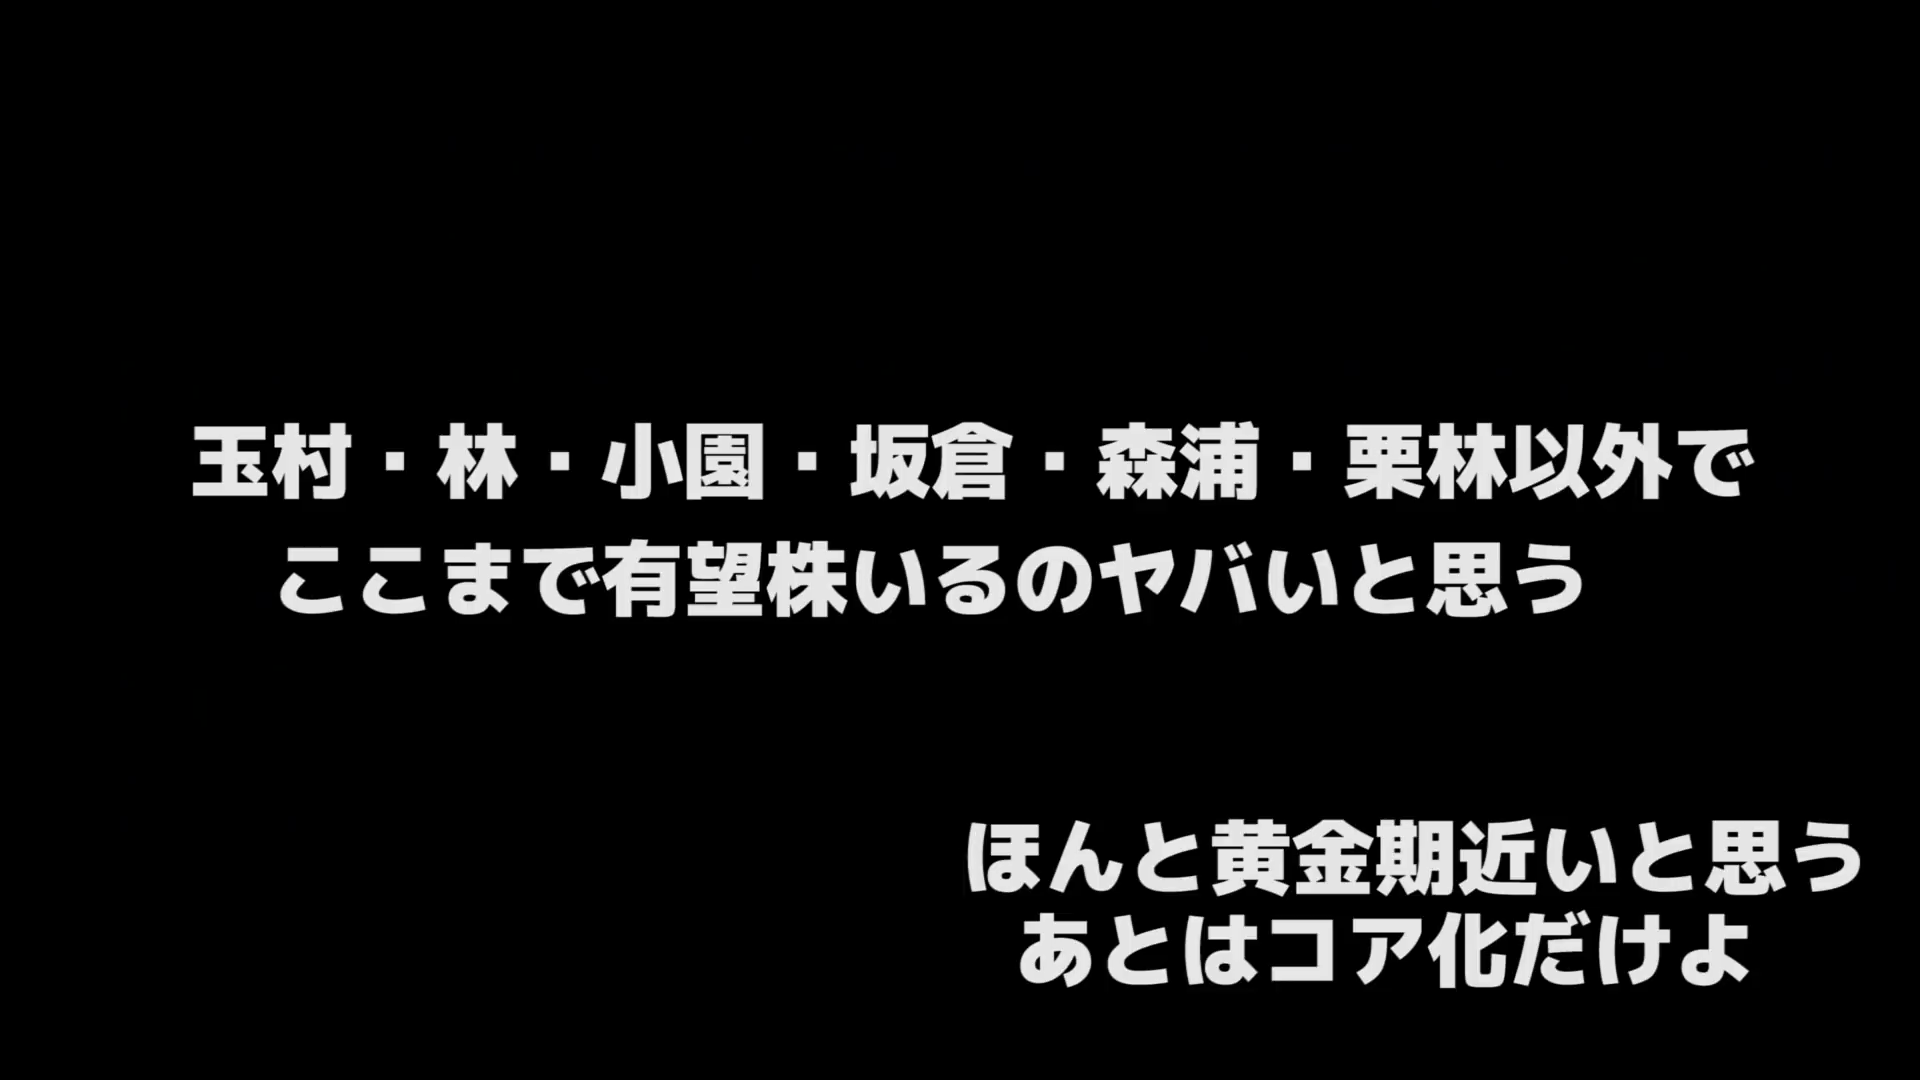 玉村・林・小園・坂倉・森浦・栗林以外で
ここまで有望株いるのヤバいと思う
ほんと黄金期近いと思う
あとはコア化だけよ